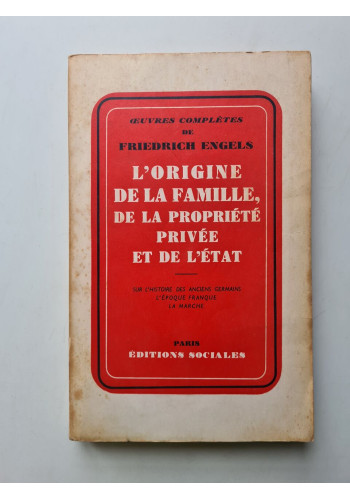 ŒUVRES COMPLÈTES
DE
FRIEDRICH ENGELS
L'ORIGINE
DE LA FAMILLE,
DE LA PROPRIÉTÉ
PRIVÉE
ET DE L'ÉTAT
SUR L'HISTOIRE DES ANCIENS GERMAINS
L'ÉPOQUE FRANQUE
LA MARCHE
PARIS
ÉDITIONS SOCIALES